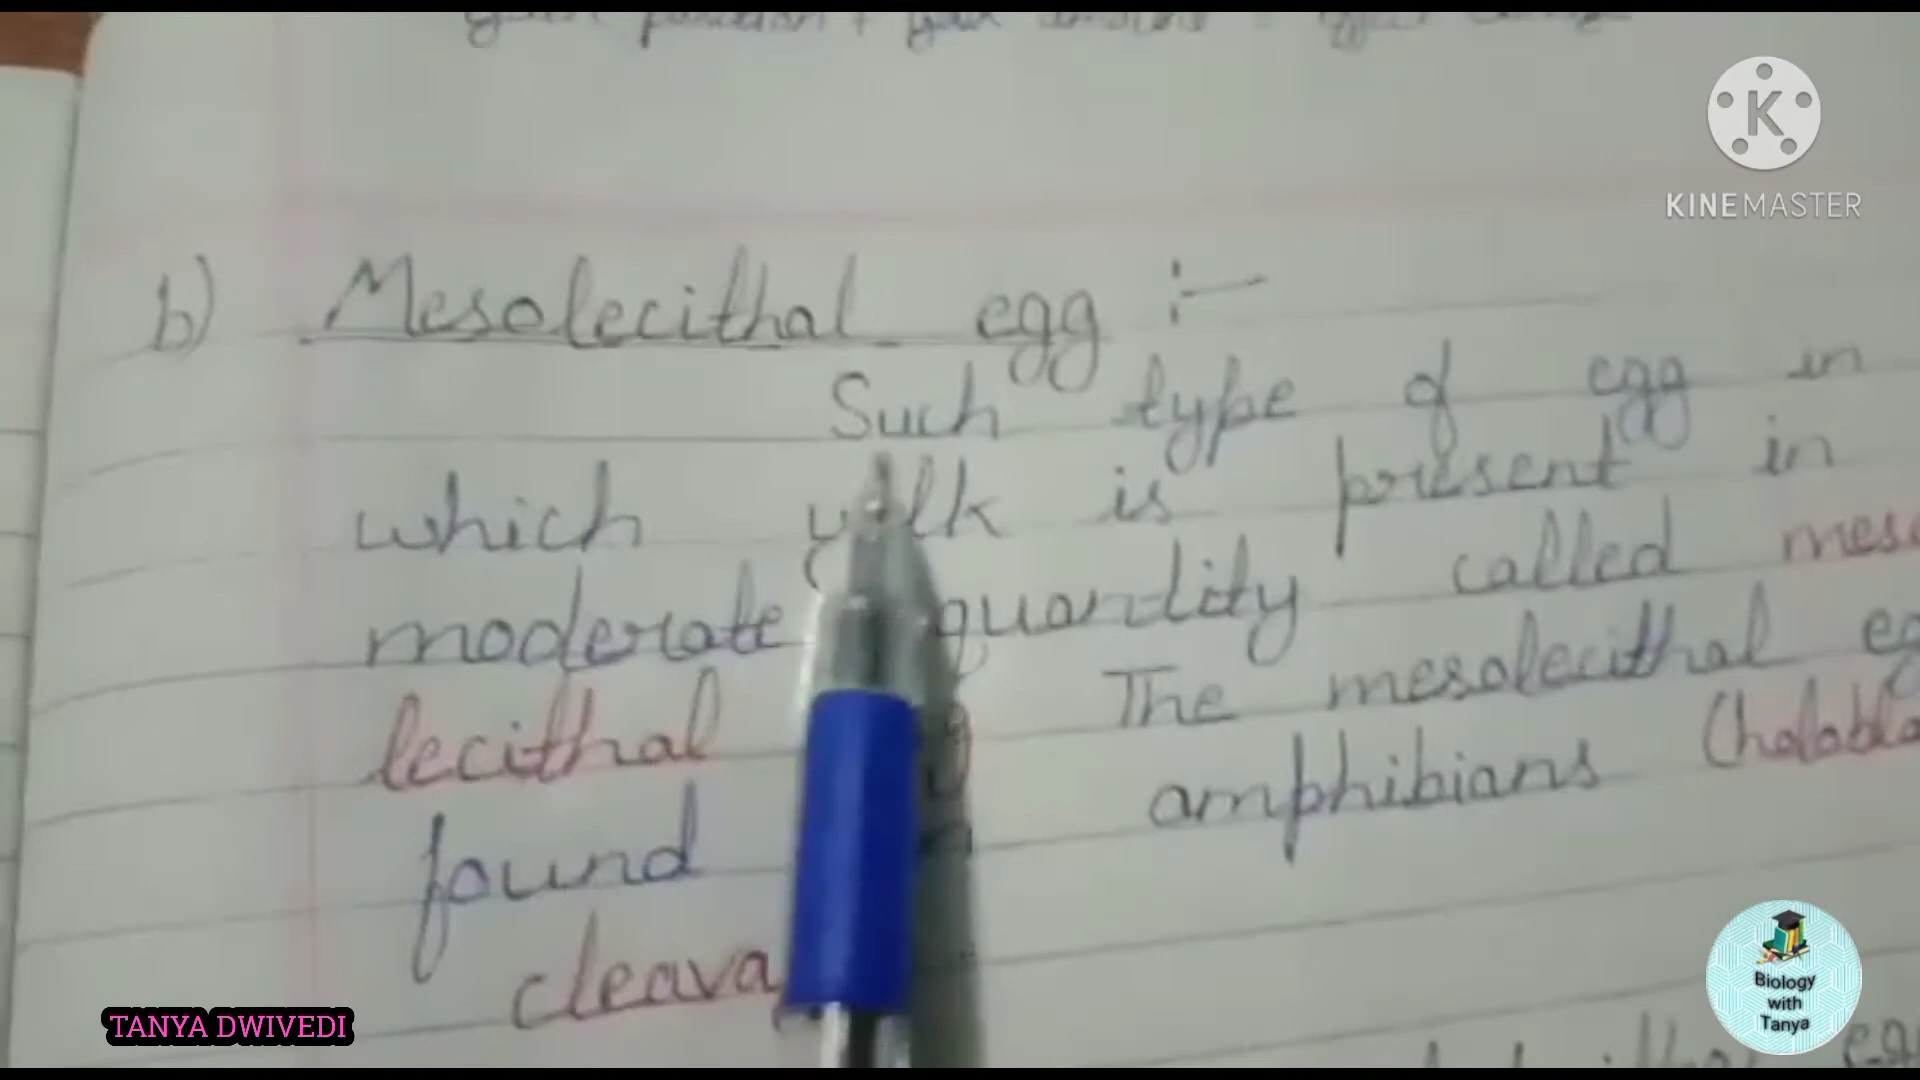 KINEMASTER
b) Mesolecithal egg :-
Such type of egg in
which yolk is present in
moderate quantity called meso
lecithal The mesolecithal eg
found amphibians (holobla
cleava
TANYA DWIVEDI
Biology
with
Tanya